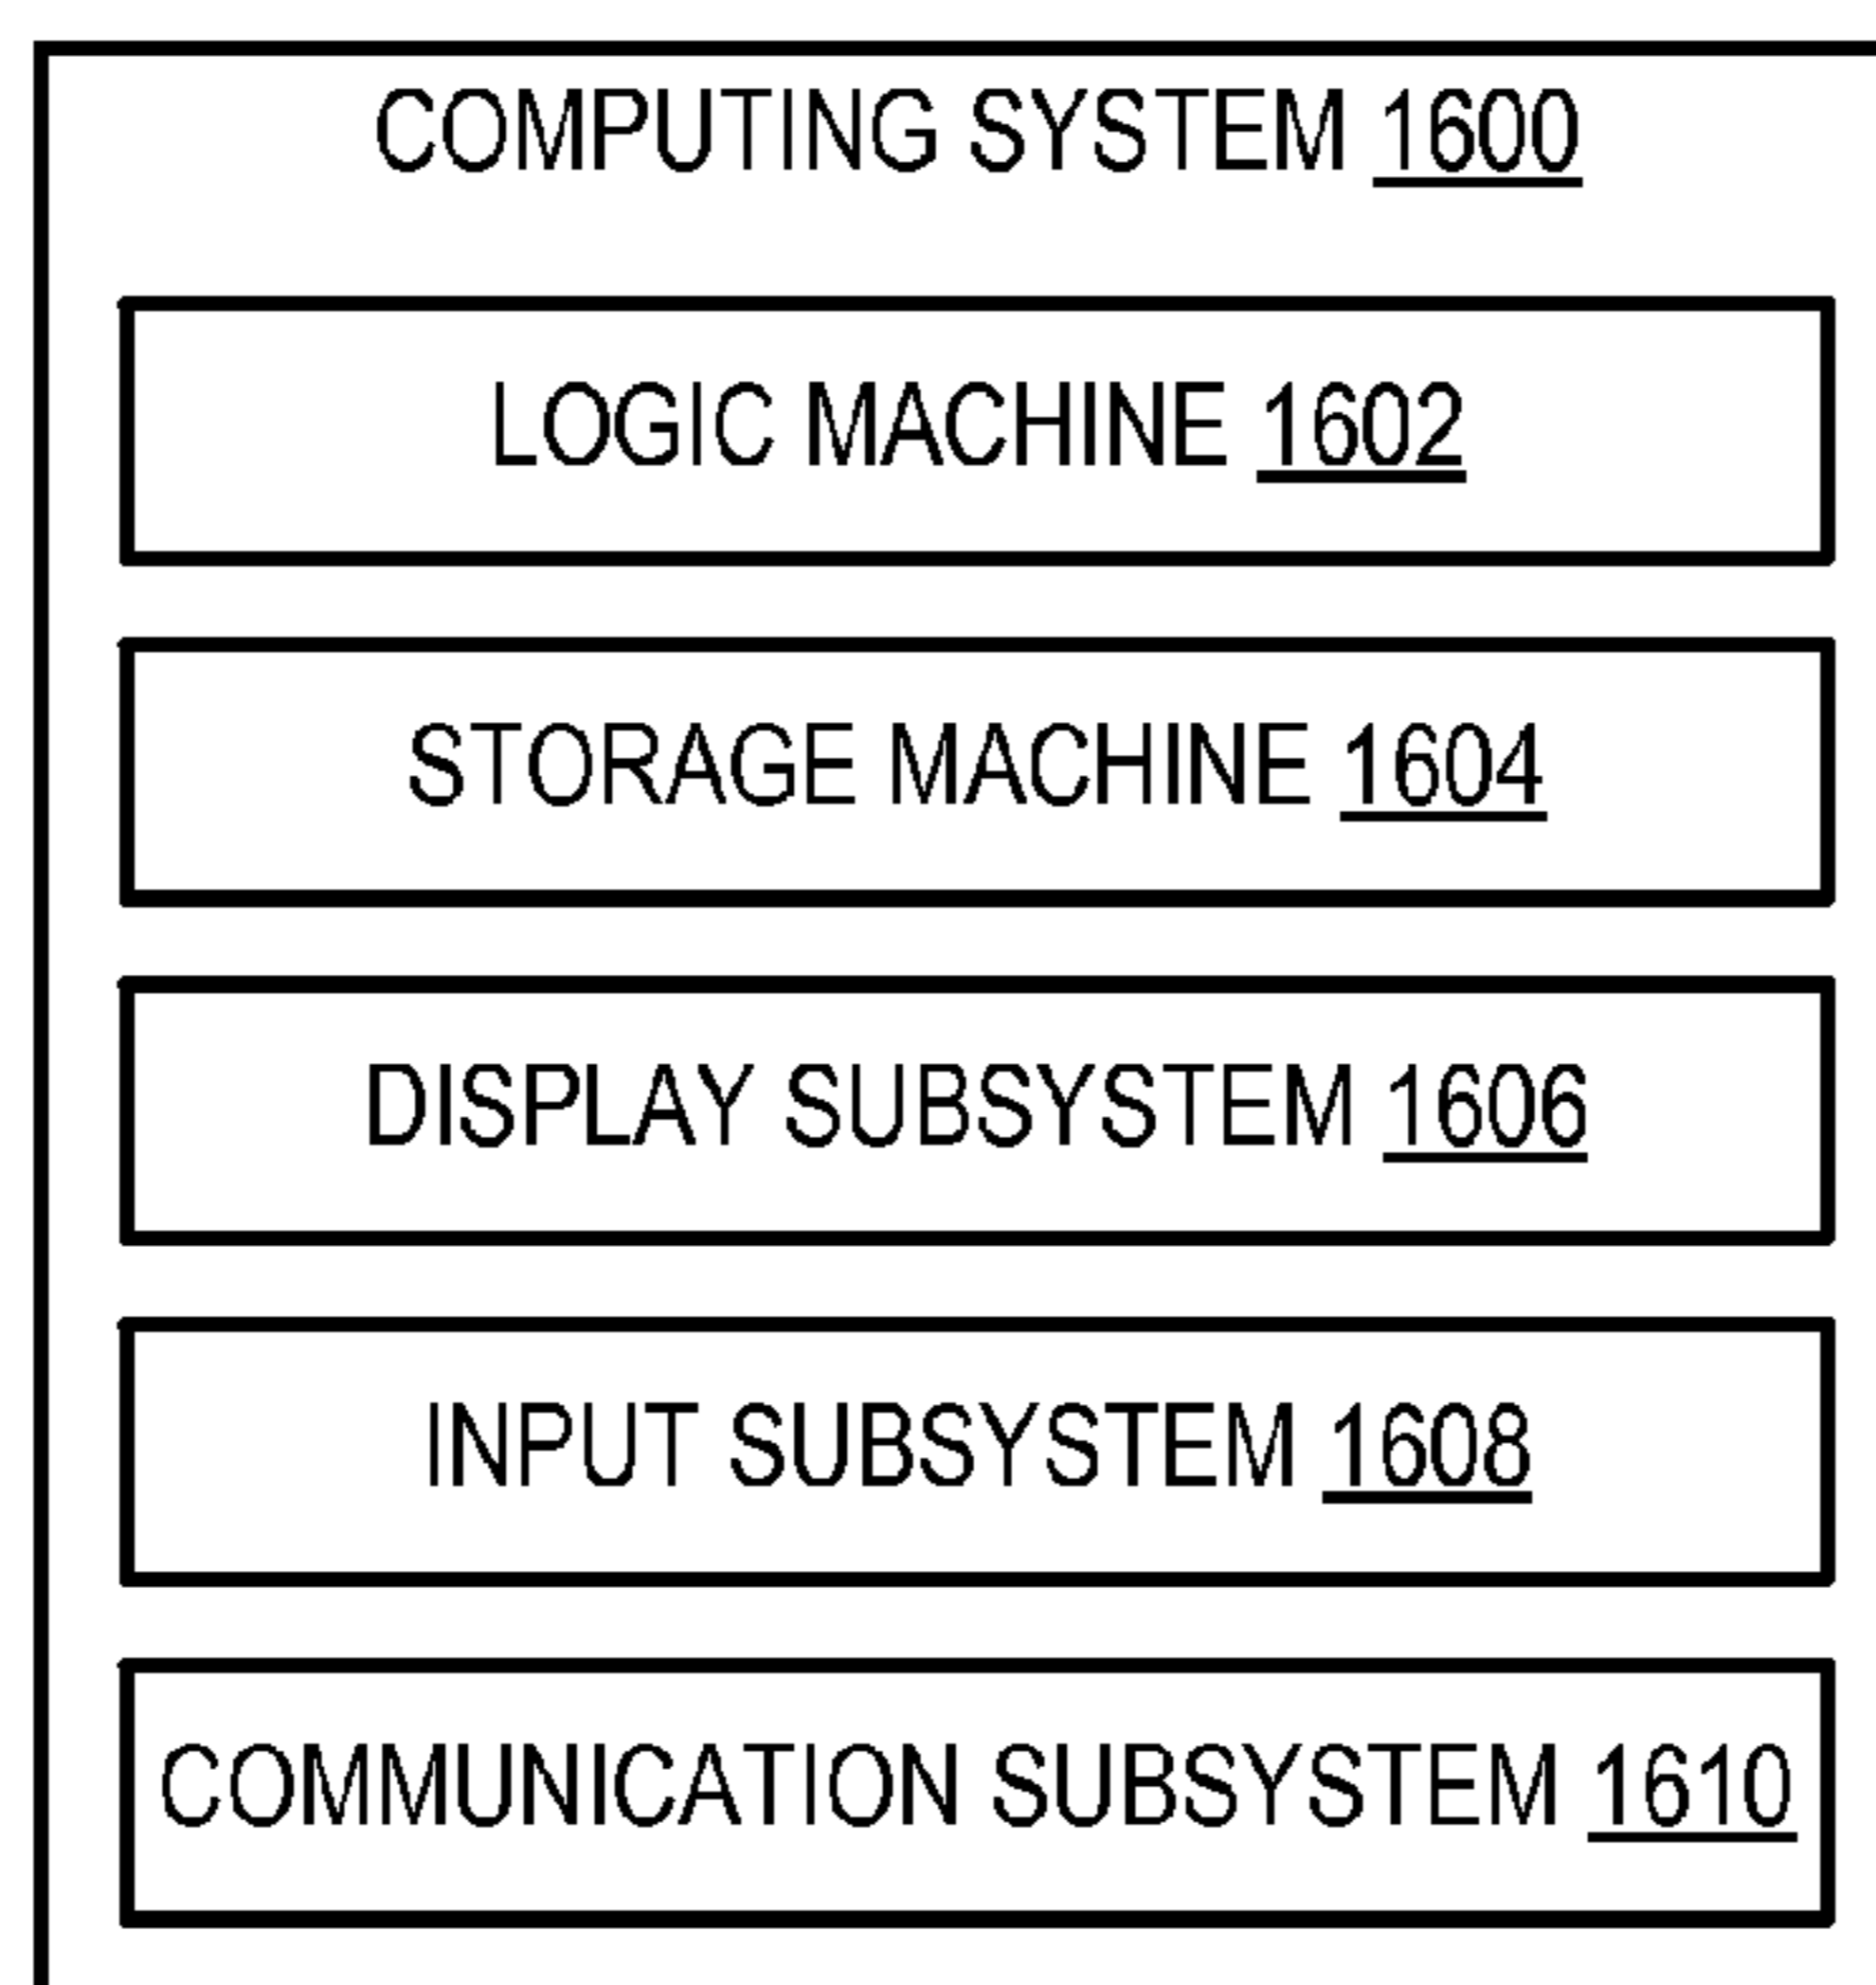 COMPUTING SYSTEM 1600
LOGIC MACHINE 1602
STORAGE MACHINE 1604
DISPLAY SUBSYSTEM 1606
INPUT SUBSYSTEM 1608
COMMUNICATION SUBSYSTEM 1610